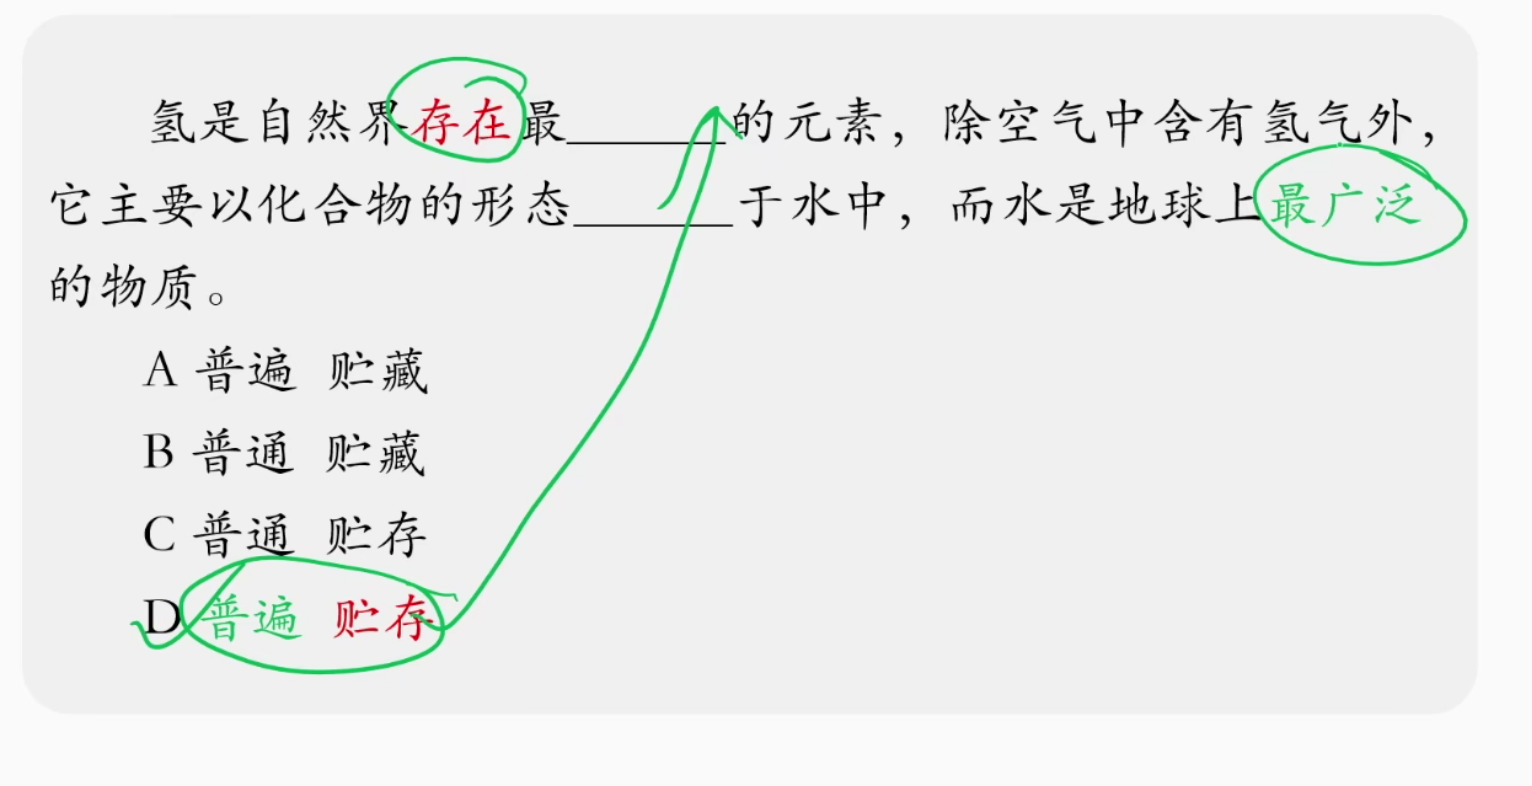 氢是自然界存在最______的元素，除空气中含有氢气外，
它主要以化合物的形态______于水中，而水是地球上最广泛
的物质。
A 普遍 贮藏
B 普通 贮藏
C 普通 贮存
D 普遍 贮存